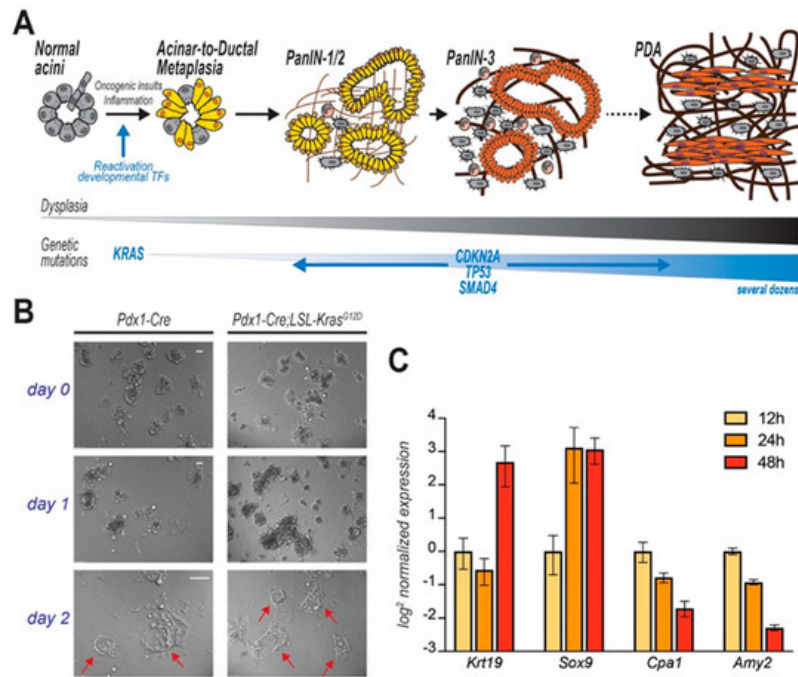 A
Normal
acini
Oncogenic insults
Inflammation
Reactivation
developmental TFs
Acinar-to-Ductal
Metaplasia
PanIN-1/2
PanIN-3
PDA
Dysplasia
Genetic
mutations
KRAS
CDKN2A
TP53
SMAD4
several dozens
B
Pdx1-Cre
Pdx1-Cre;LSL-Kras^G12D
day 0
day 1
day 2
C
12h
24h
48h
log² normalized expression
4
3
2
1
0
-1
-2
-3
Krt19
Sox9
Cpa1
Amy2